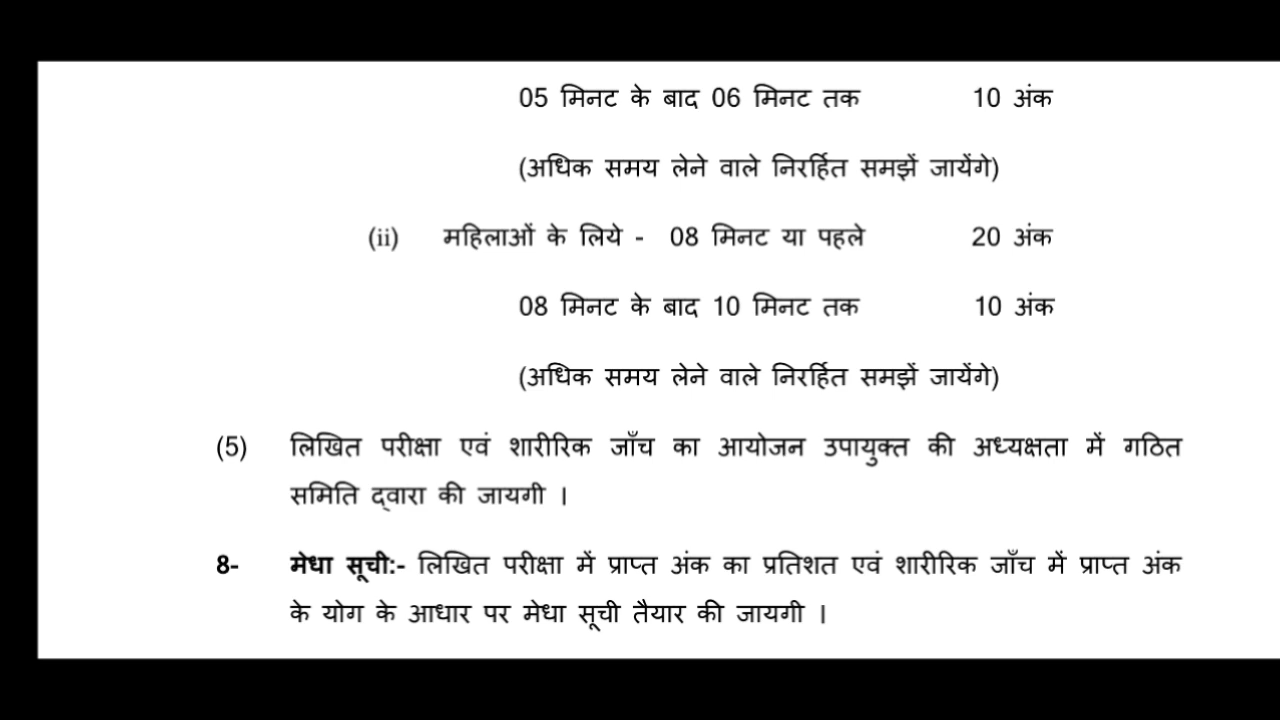 05 मिनट के बाद 06 मिनट तक 10 अंक
(अधिक समय लेने वाले निरर्हित समझें जायेंगे)
(ii) महिलाओं के लिये - 08 मिनट या पहले 20 अंक
08 मिनट के बाद 10 मिनट तक 10 अंक
(अधिक समय लेने वाले निरर्हित समझें जायेंगे)
(5) लिखित परीक्षा एवं शारीरिक जाँच का आयोजन उपायुक्त की अध्यक्षता में गठित
समिति द्वारा की जायगी ।
8- मेधा सूची:- लिखित परीक्षा में प्राप्त अंक का प्रतिशत एवं शारीरिक जाँच में प्राप्त अंक
के योग के आधार पर मेधा सूची तैयार की जायगी ।